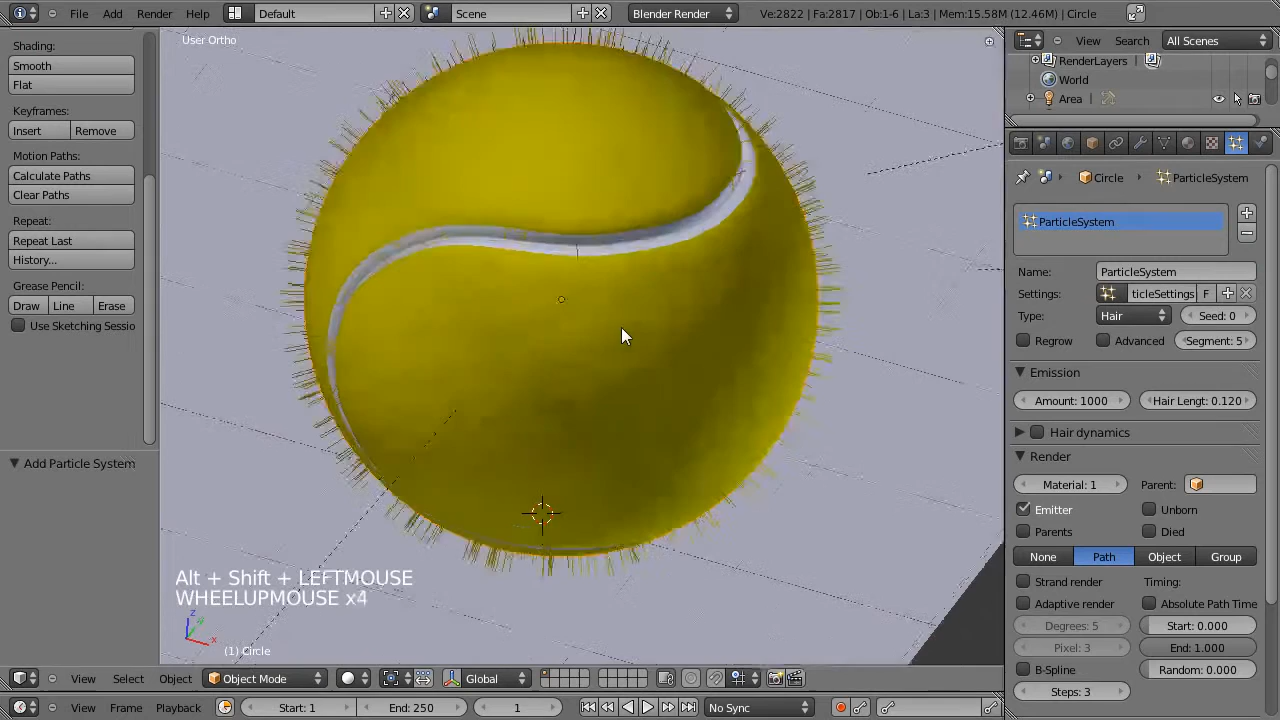 File Add Render Help Default Scene Blender Render Ve:2822 | Fa:2817 | Ob:1-6 | La:3 | Mem:15.58M (12.46M) | Circle
Shading:
Smooth
Flat
Keyframes:
Insert Remove
Motion Paths:
Calculate Paths
Clear Paths
Repeat:
Repeat Last
History...
Grease Pencil:
Draw Line Erase
Use Sketching Sessio
Add Particle System
User Ortho
Alt + Shift + LEFTMOUSE
WHEELUPMOUSE x4
z
y
x
(1) Circle
View Search All Scenes
RenderLayers |
World
Area |
Circle ParticleSystem
ParticleSystem
Name: ParticleSystem
Settings: ticleSettings F
Type: Hair Seed: 0
Regrow Advanced Segment: 5
Emission
Amount: 1000 Hair Lengt: 0.120
Hair dynamics
Render
Material: 1 Parent:
Emitter Unborn
Parents Died
None Path Object Group
Strand render Timing:
Adaptive render Absolute Path Time
Degrees: 5 Start: 0.000
Pixel: 3 End: 1.000
B-Spline Random: 0.000
Steps: 3
View Select Object Object Mode Global
View Frame Playback Start: 1 End: 250 1 No Sync